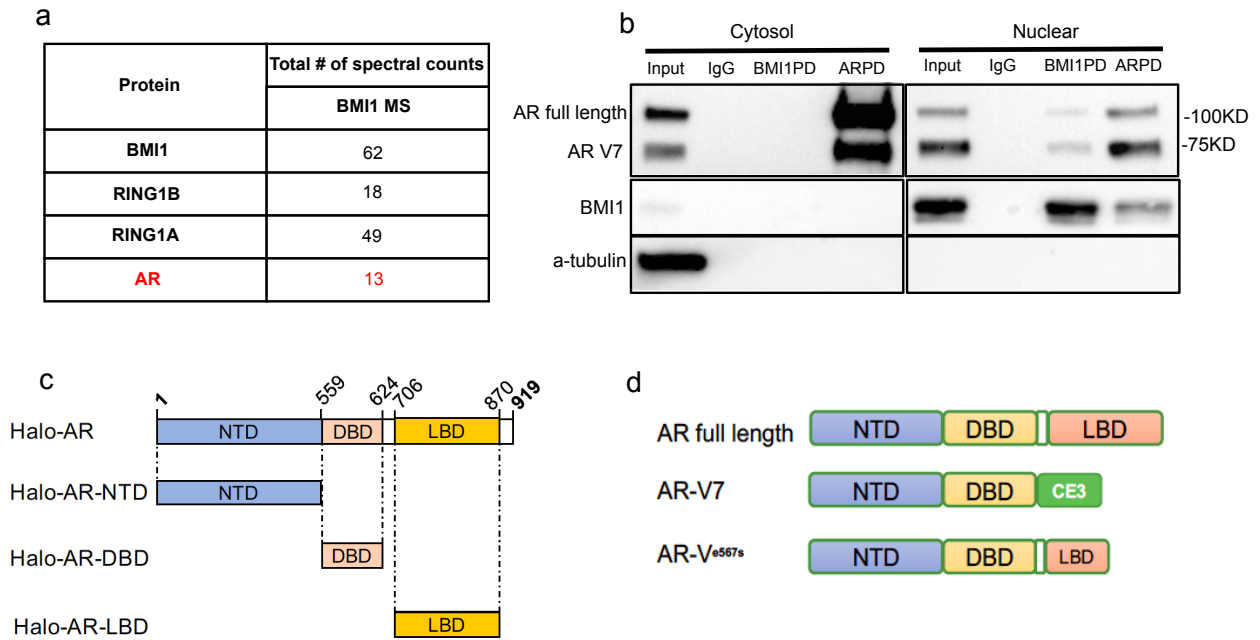 a
Protein
Total # of spectral counts
BMI1 MS
BMI1 62
RING1B 18
RING1A 49
AR 13
b
Cytosol Nuclear
Input IgG BMI1PD ARPD Input IgG BMI1PD ARPD
AR full length -100KD
AR V7 -75KD
BMI1
a-tubulin
c
1 559 624 706 870 919
Halo-AR NTD DBD LBD
Halo-AR-NTD NTD
Halo-AR-DBD DBD
Halo-AR-LBD LBD
d
AR full length NTD DBD LBD
AR-V7 NTD DBD CE3
AR-Ve567s NTD DBD LBD